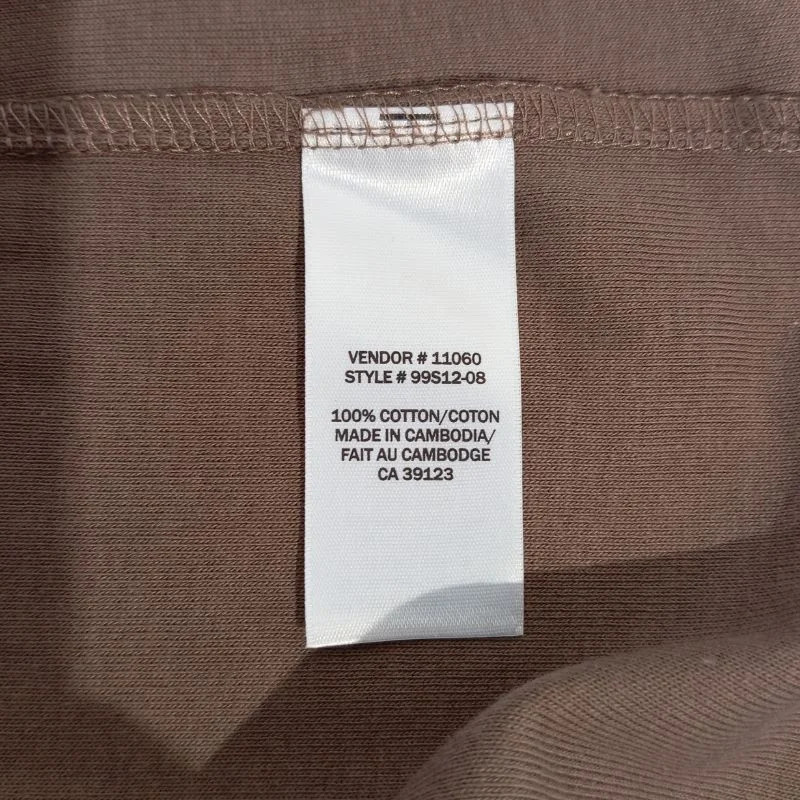 VENDOR # 11060
STYLE # 99S12-08
100% COTTON/COTON
MADE IN CAMBODIA/
FAIT AU CAMBODGE
CA 39123